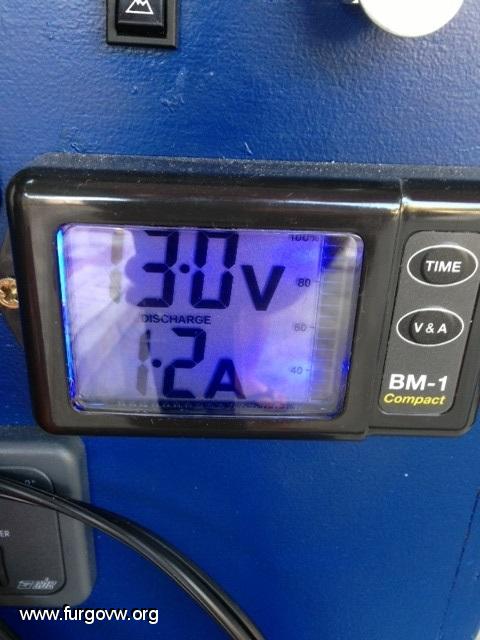 100%
13.0V
80
DISCHARGE
60
1.2A
40
TIME
V & A
BM-1
Compact
www.furgovw.org